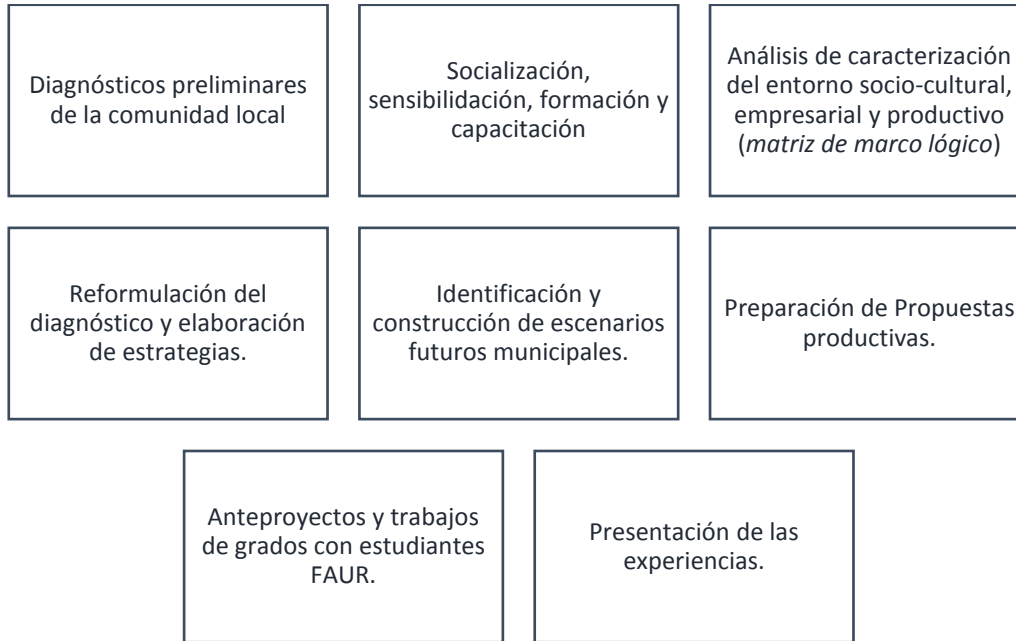 Diagnósticos preliminares
de la comunidad local
Socialización,
sensibilidación, formación y
capacitación
Análisis de caracterización
del entorno socio-cultural,
empresarial y productivo
(matriz de marco lógico)
Reformulación del
diagnóstico y elaboración
de estrategias.
Identificación y
construcción de escenarios
futuros municipales.
Preparación de Propuestas
productivas.
Anteproyectos y trabajos
de grados con estudiantes
FAUR.
Presentación de las
experiencias.